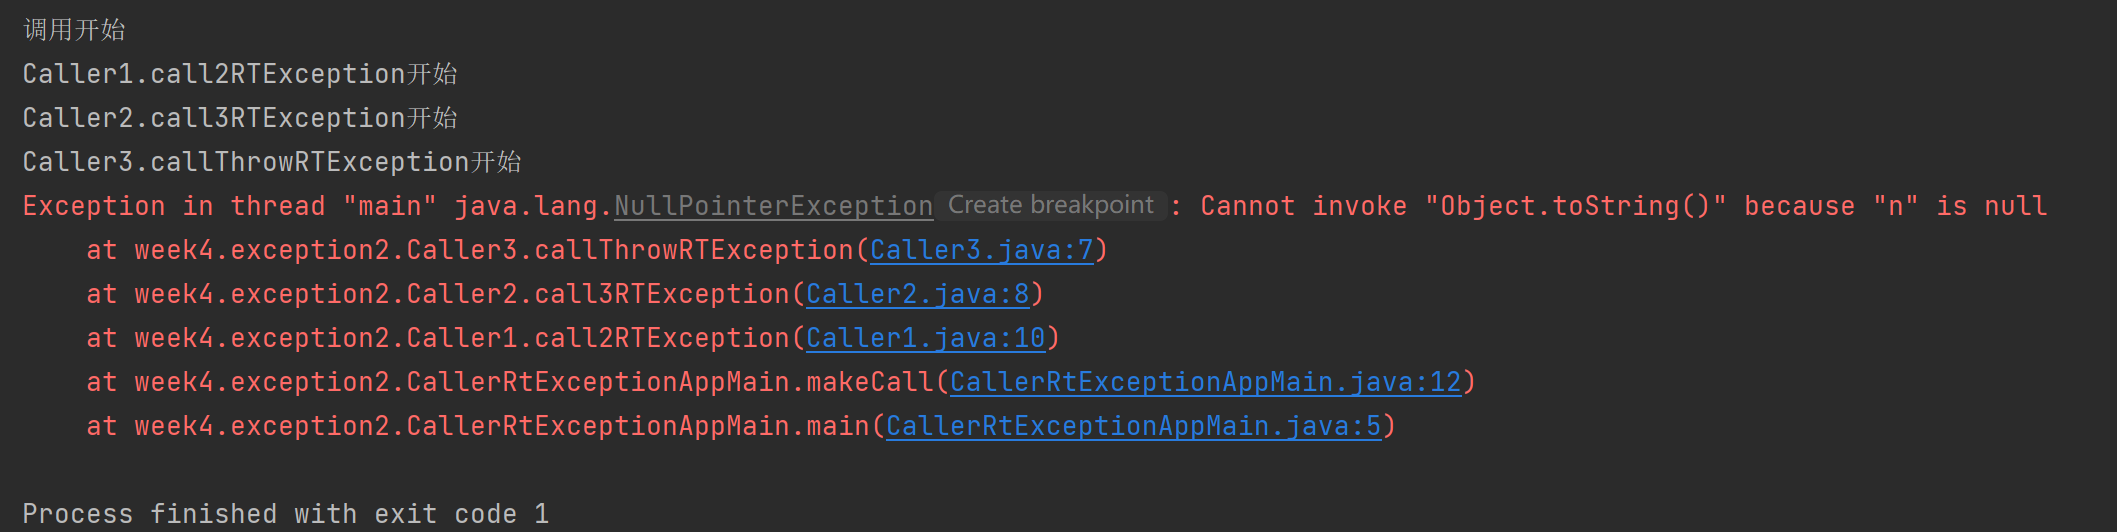 调用开始
Caller1.call2RTException开始
Caller2.call3RTException开始
Caller3.callThrowRTException开始
Exception in thread "main" java.lang.NullPointerException Create breakpoint : Cannot invoke "Object.toString()" because "n" is null
at week4.exception2.Caller3.callThrowRTException(Caller3.java:7)
at week4.exception2.Caller2.call3RTException(Caller2.java:8)
at week4.exception2.Caller1.call2RTException(Caller1.java:10)
at week4.exception2.CallerRtExceptionAppMain.makeCall(CallerRtExceptionAppMain.java:12)
at week4.exception2.CallerRtExceptionAppMain.main(CallerRtExceptionAppMain.java:5)
Process finished with exit code 1